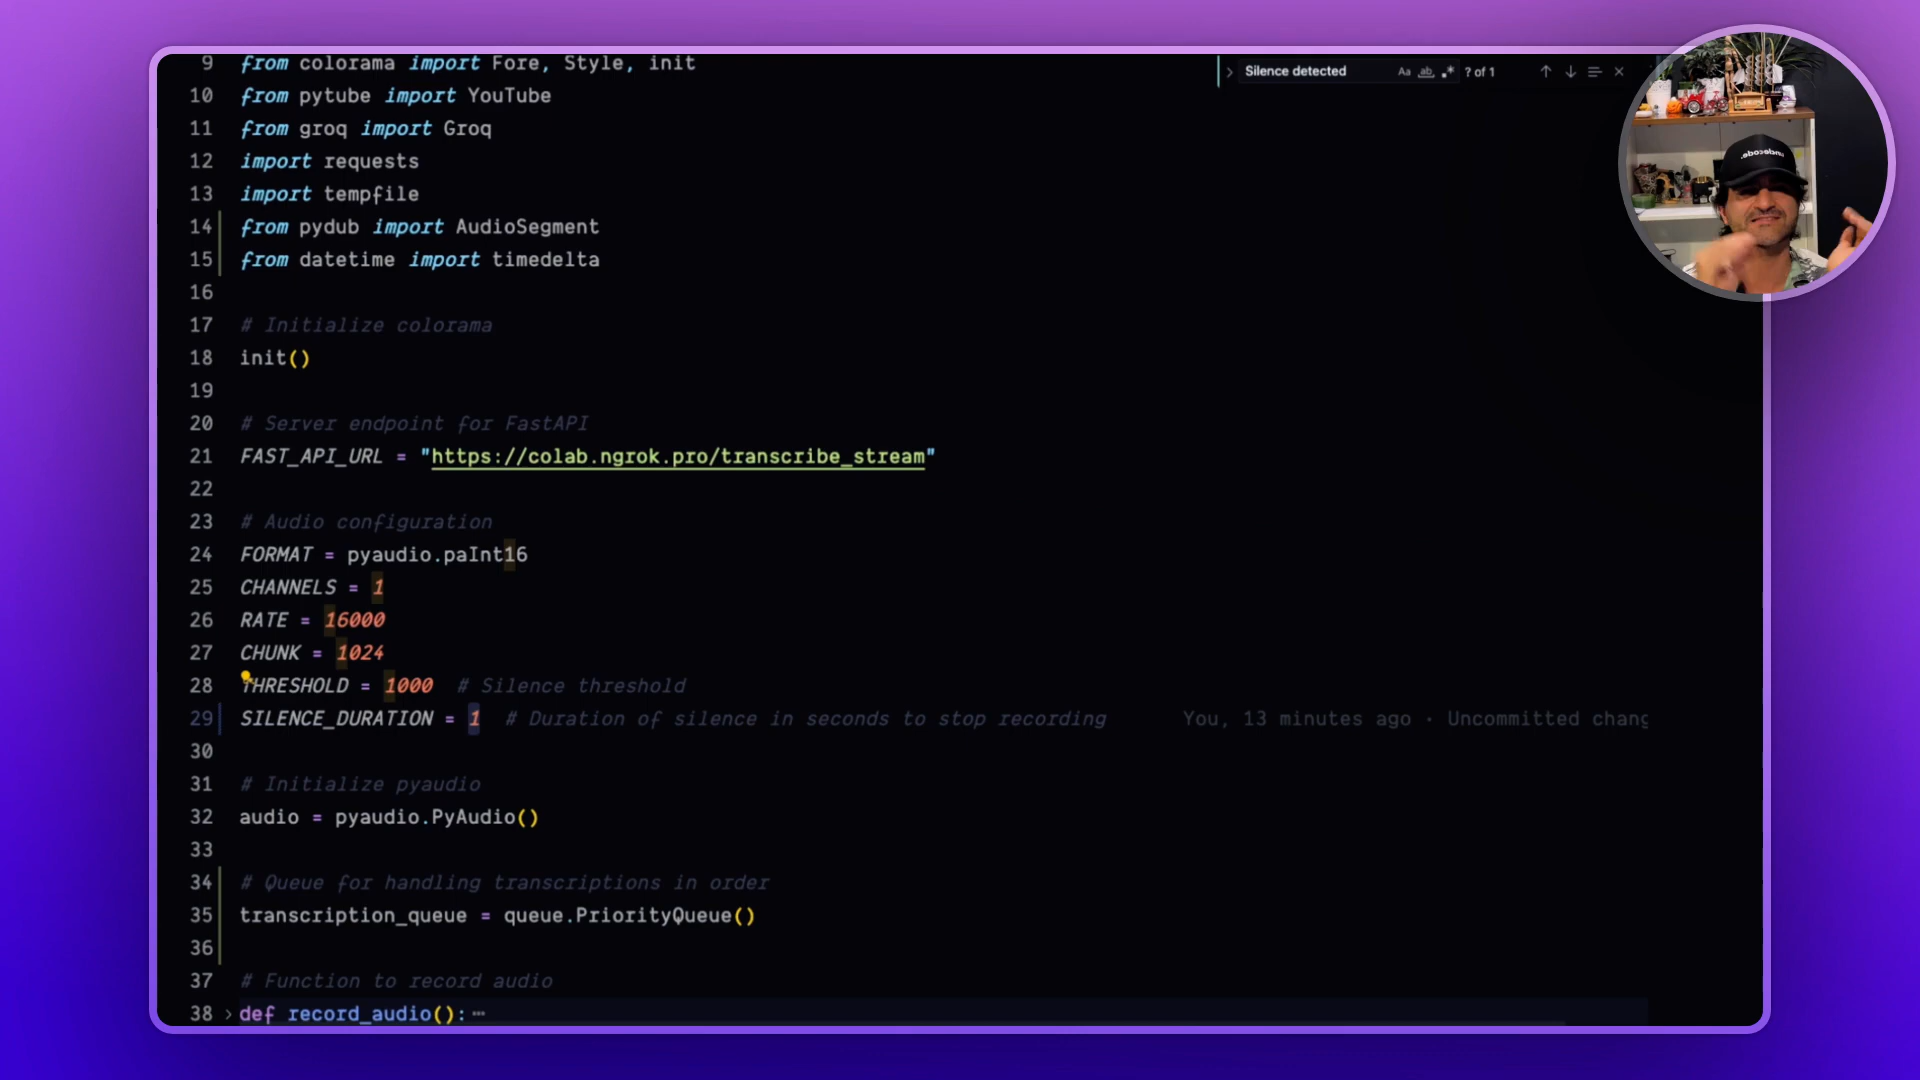 9 from colorama import Fore, Style, init
Silence detected
Aa ab .* ? of 1
10 from pytube import YouTube
11 from groq import Groq
12 import requests
13 import tempfile
undecode.
14 from pydub import AudioSegment
15 from datetime import timedelta
16
17 # Initialize colorama
18 init()
19
20 # Server endpoint for FastAPI
21 FAST_API_URL = "https://colab.ngrok.pro/transcribe_stream"
22
23 # Audio configuration
24 FORMAT = pyaudio.paInt16
25 CHANNELS = 1
26 RATE = 16000
27 CHUNK = 1024
28 THRESHOLD = 1000 # Silence threshold
29 SILENCE_DURATION = 1 # Duration of silence in seconds to stop recording You, 13 minutes ago · Uncommitted chang
30
31 # Initialize pyaudio
32 audio = pyaudio.PyAudio()
33
34 # Queue for handling transcriptions in order
35 transcription_queue = queue.PriorityQueue()
36
37 # Function to record audio
38 def record_audio(): ⋯